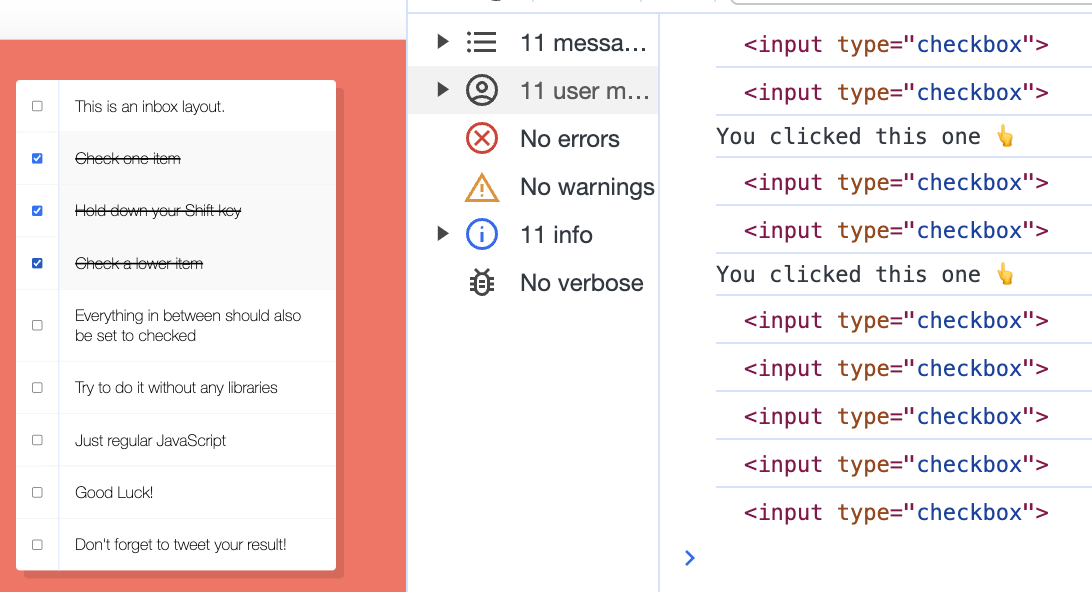 This is an inbox layout.
Check one item
Hold down your Shift key
Check a lower item
Everything in between should also
be set to checked
Try to do it without any libraries
Just regular JavaScript
Good Luck!
Don't forget to tweet your result!
11 messa…
11 user m…
No errors
No warnings
11 info
No verbose
<input type="checkbox">
<input type="checkbox">
You clicked this one 👆
<input type="checkbox">
<input type="checkbox">
You clicked this one 👆
<input type="checkbox">
<input type="checkbox">
<input type="checkbox">
<input type="checkbox">
<input type="checkbox">